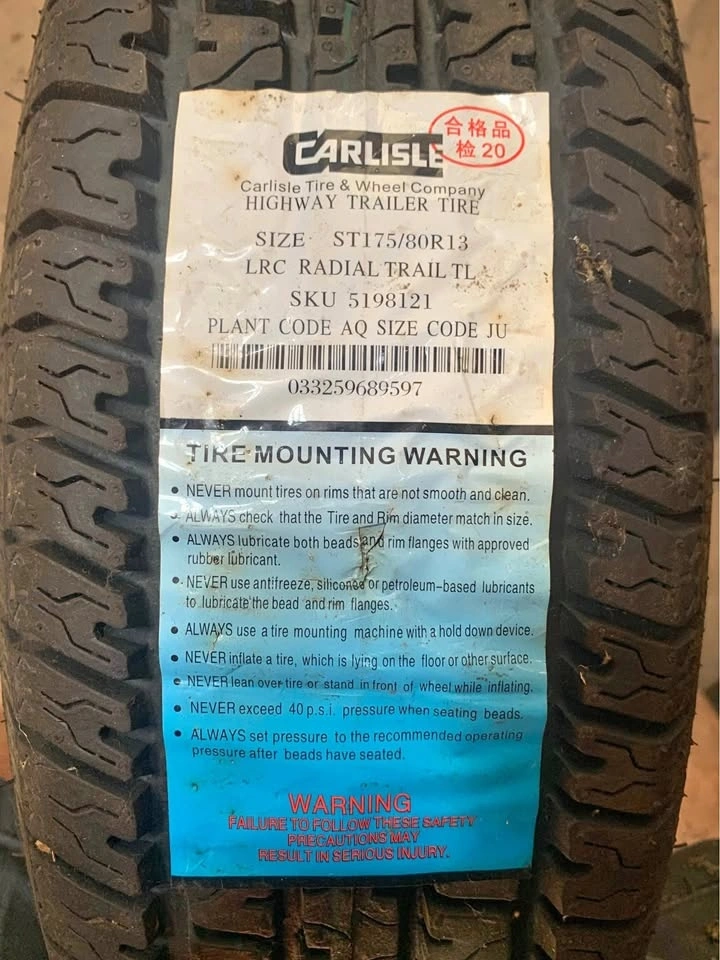 CARLISLE
合格品
检 20
Carlisle Tire & Wheel Company
HIGHWAY TRAILER TIRE
SIZE ST175/80R13
LRC RADIAL TRAIL TL
SKU 5198121
PLANT CODE AQ SIZE CODE JU
033259689597
TIRE MOUNTING WARNING
• NEVER mount tires on rims that are not smooth and clean.
• ALWAYS check that the Tire and Rim diameter match in size.
• ALWAYS lubricate both beads and rim flanges with approved
rubber lubricant.
• NEVER use antifreeze, silicones or petroleum-based lubricants
to lubricate the bead and rim flanges.
• ALWAYS use a tire mounting machine with a hold down device.
• NEVER inflate a tire, which is lying on the floor or other surface.
• NEVER lean over tire or stand in front of wheel while inflating.
• NEVER exceed 40 p.s.i. pressure when seating beads.
• ALWAYS set pressure to the recommended operating
pressure after beads have seated.
WARNING
FAILURE TO FOLLOW THESE SAFETY
PRECAUTIONS MAY
RESULT IN SERIOUS INJURY.